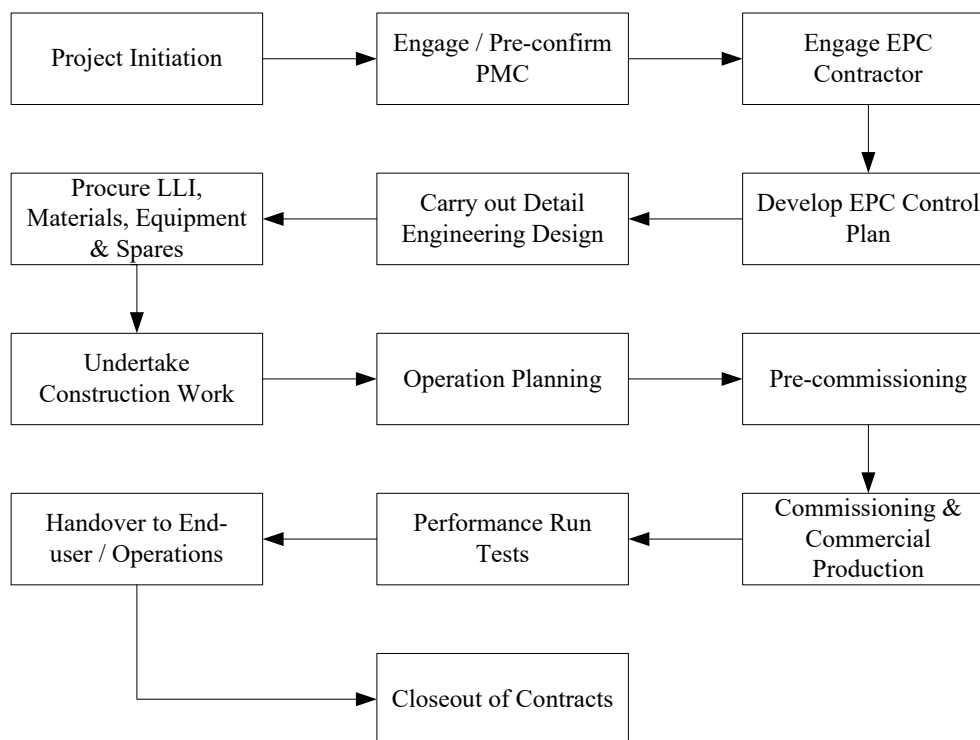 Project Initiation
Engage / Pre-confirm
PMC
Engage EPC
Contractor
Procure LLI,
Materials, Equipment
& Spares
Carry out Detail
Engineering Design
Develop EPC Control
Plan
Undertake
Construction Work
Operation Planning
Pre-commissioning
Handover to End-
user / Operations
Performance Run
Tests
Commissioning &
Commercial
Production
Closeout of Contracts